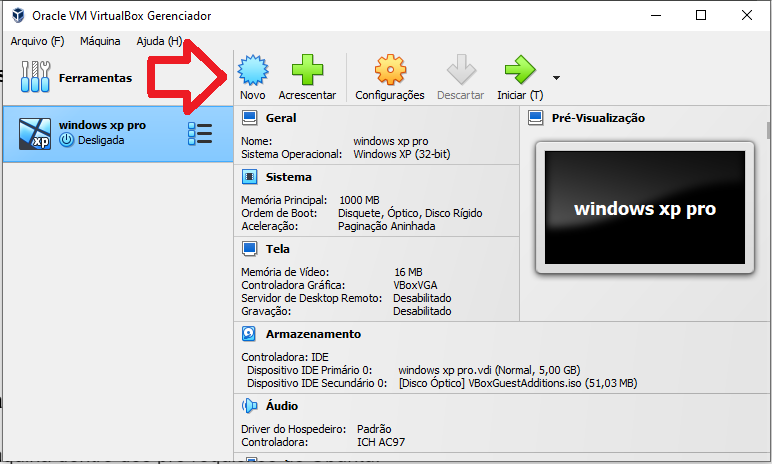 Oracle VM VirtualBox Gerenciador
Arquivo (F) Máquina Ajuda (H)
Ferramentas
Novo Acrescentar Configurações Descartar Iniciar (T)
windows xp pro
Desligada
xp
Geral
Nome: windows xp pro
Sistema Operacional: Windows XP (32-bit)
Sistema
Memória Principal: 1000 MB
Ordem de Boot: Disquete, Óptico, Disco Rígido
Aceleração: Paginação Aninhada
Tela
Memória de Vídeo: 16 MB
Controladora Gráfica: VBoxVGA
Servidor de Desktop Remoto: Desabilitado
Gravação: Desabilitado
Pré-Visualização
windows xp pro
Armazenamento
Controladora: IDE
Dispositivo IDE Primário 0: windows xp pro.vdi (Normal, 5,00 GB)
Dispositivo IDE Secundário 0: [Disco Óptico] VBoxGuestAdditions.iso (51,03 MB)
Áudio
Driver do Hospedeiro: Padrão
Controladora: ICH AC97